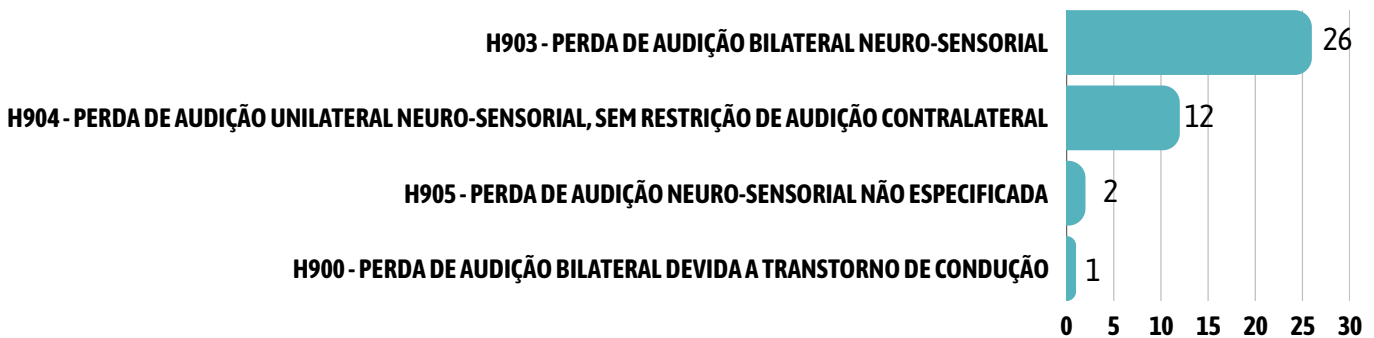 H903 - PERDA DE AUDIÇÃO BILATERAL NEURO-SENSORIAL 26
H904 - PERDA DE AUDIÇÃO UNILATERAL NEURO-SENSORIAL, SEM RESTRIÇÃO DE AUDIÇÃO CONTRALATERAL 12
H905 - PERDA DE AUDIÇÃO NEURO-SENSORIAL NÃO ESPECIFICADA 2
H900 - PERDA DE AUDIÇÃO BILATERAL DEVIDA A TRANSTORNO DE CONDUÇÃO 1
0 5 10 15 20 25 30